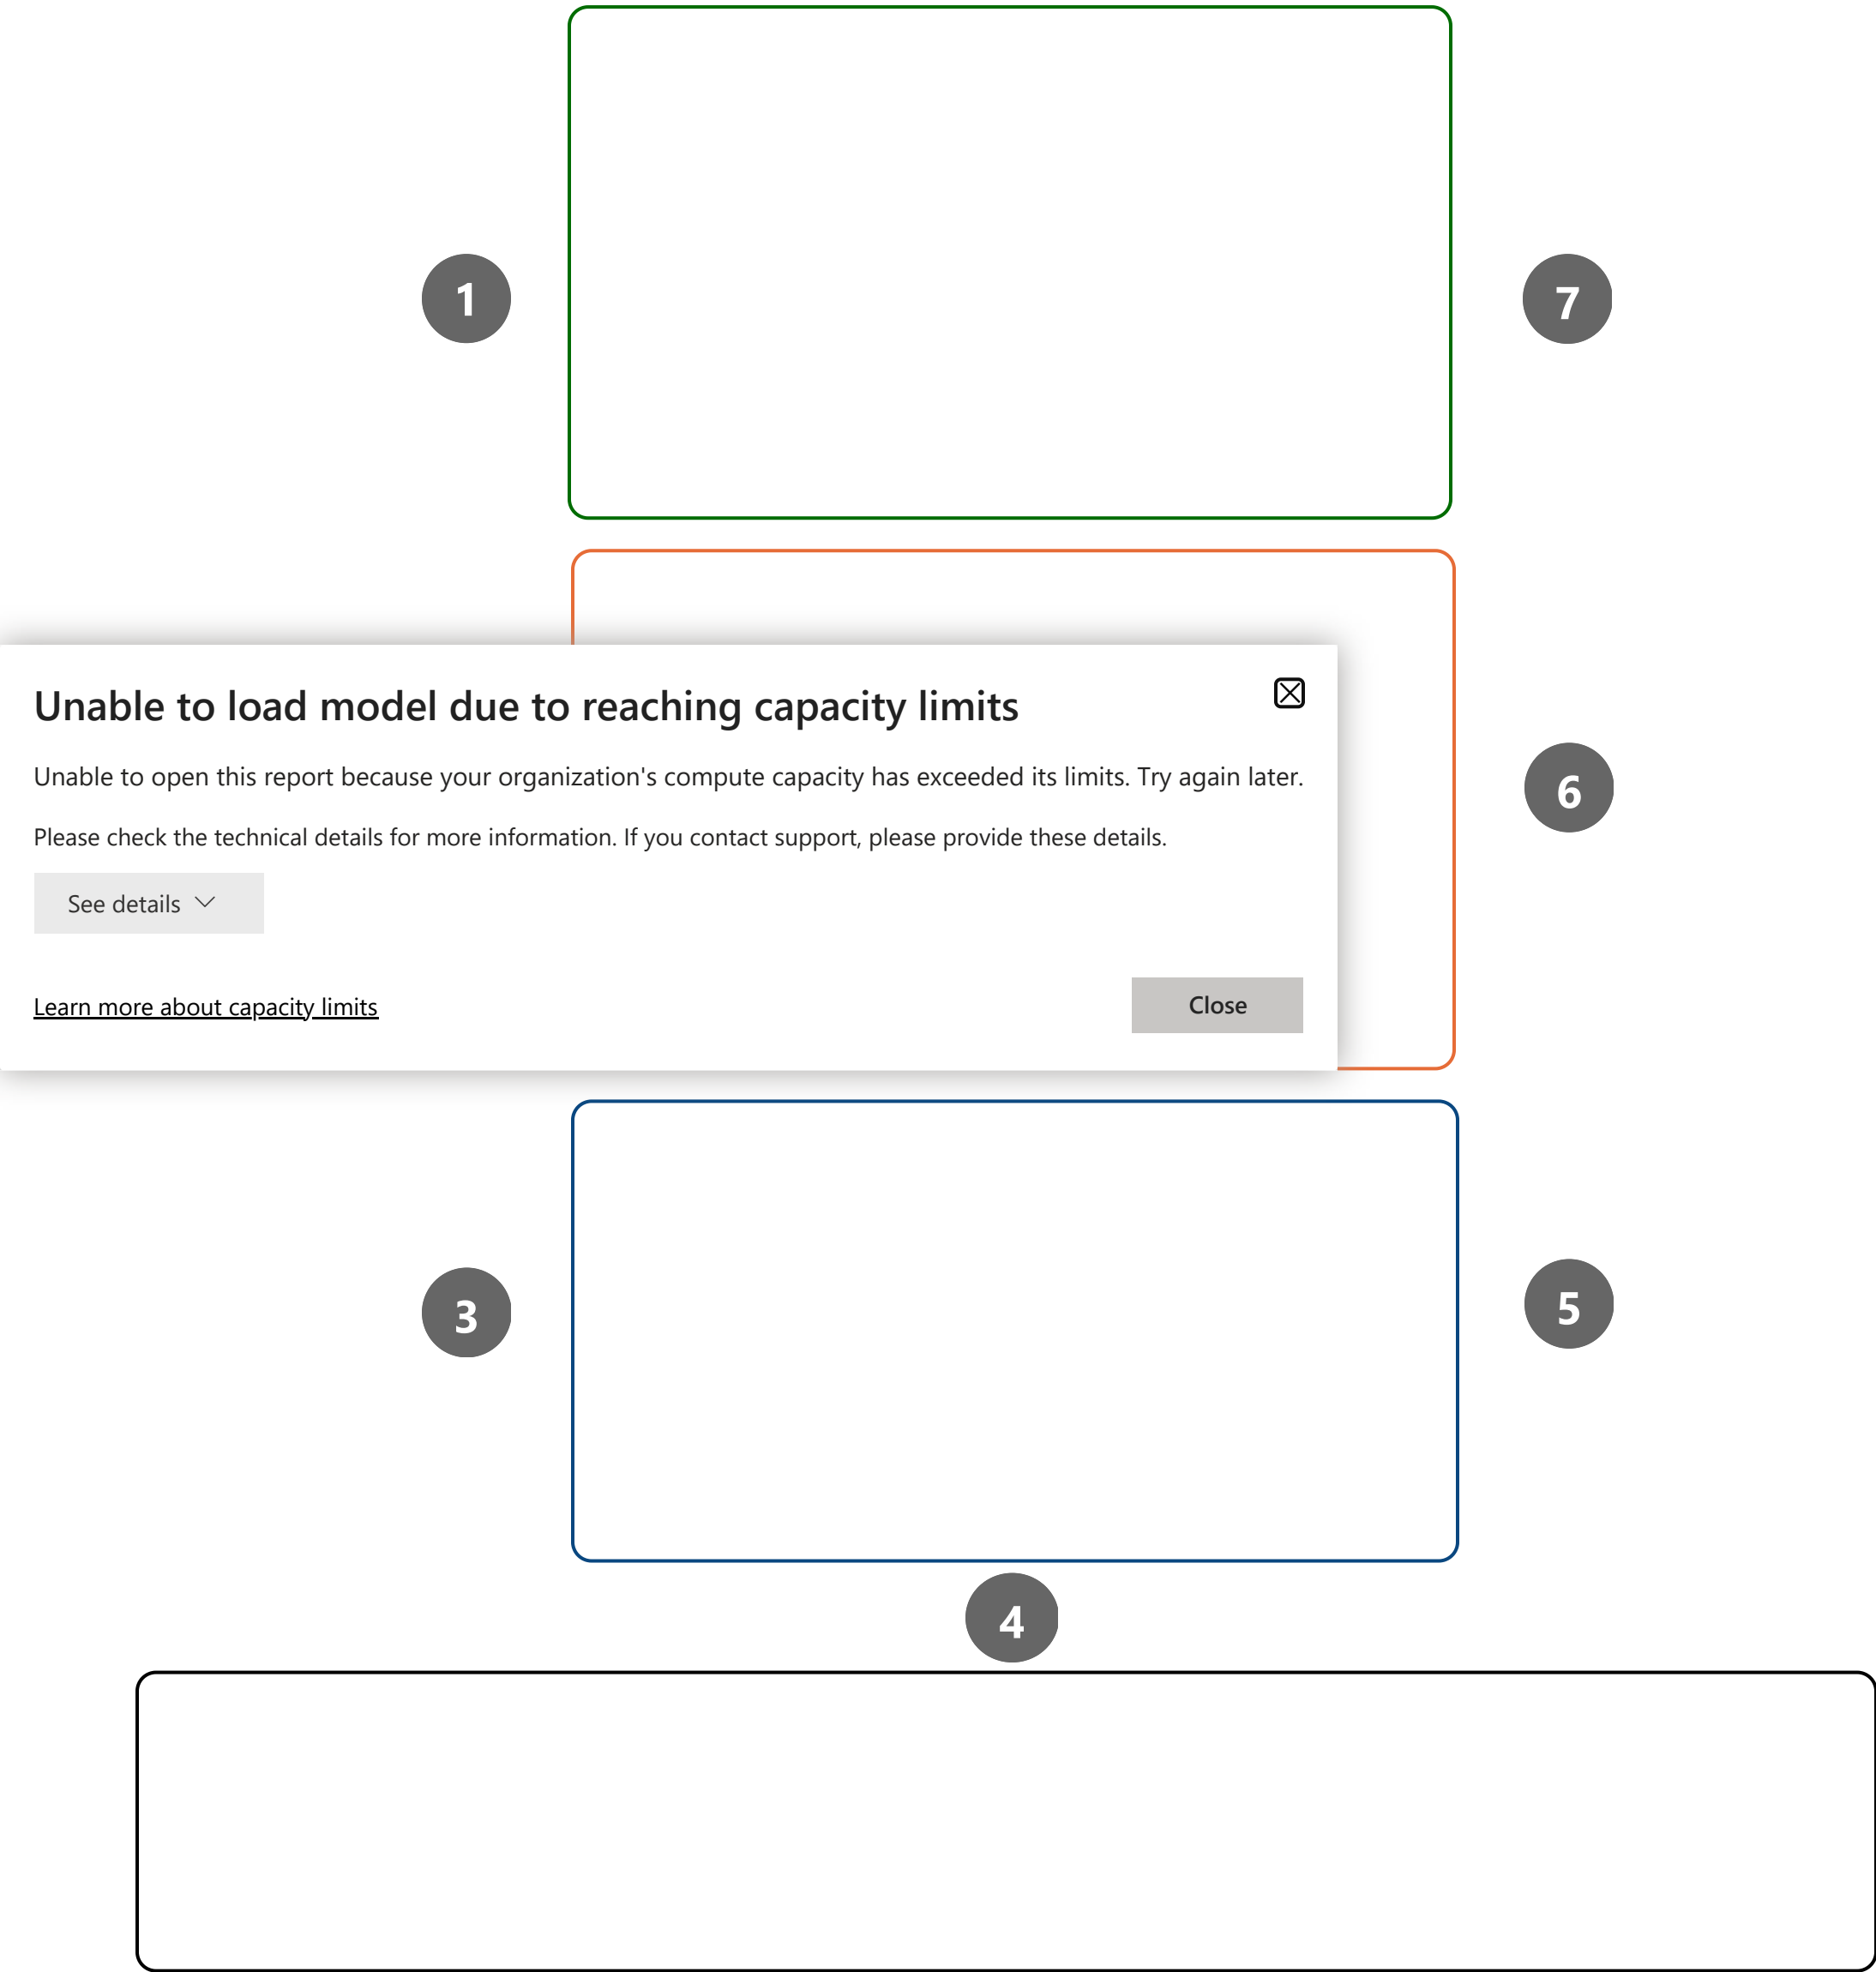 1
7
Unable to load model due to reaching capacity limits
Unable to open this report because your organization's compute capacity has exceeded its limits. Try again later.
6
Please check the technical details for more information. If you contact support, please provide these details.
See details
Learn more about capacity limits
Close
3
5
4